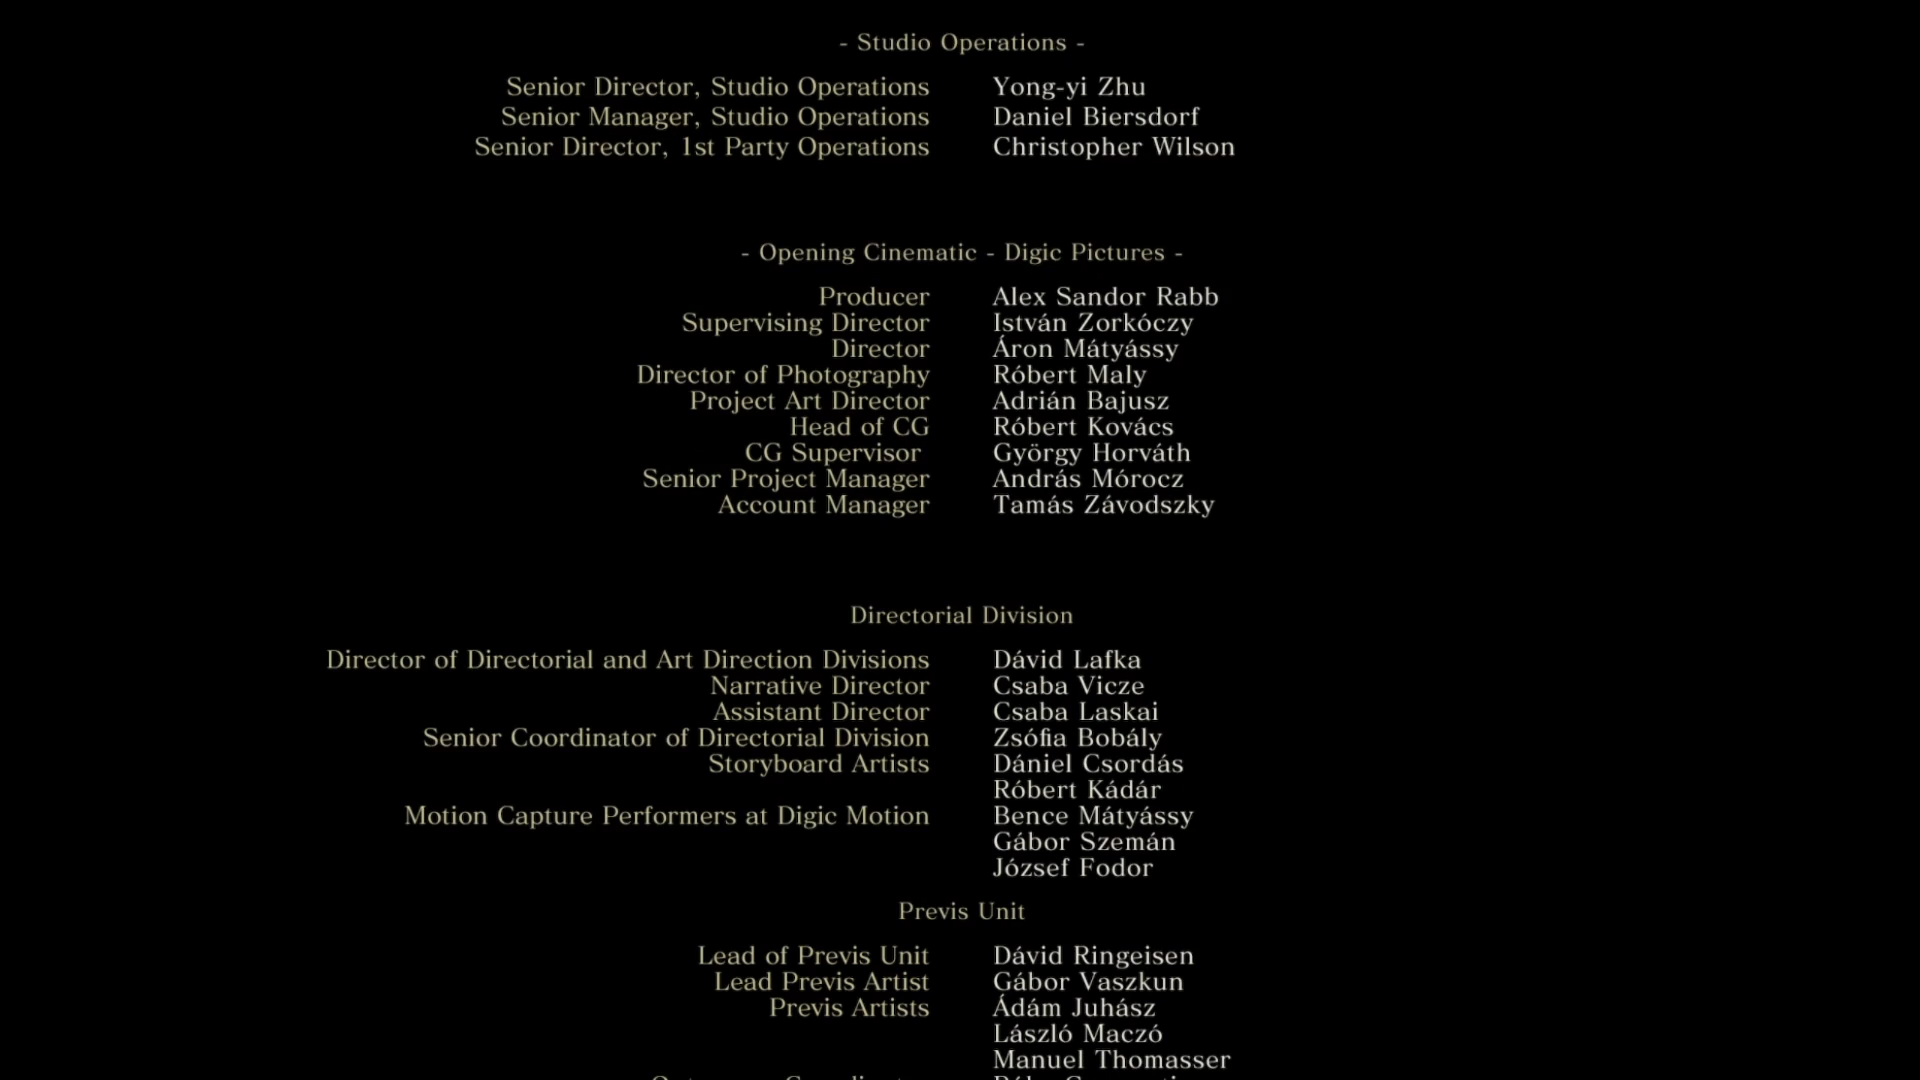 - Studio Operations -
Senior Director, Studio Operations Yong-yi Zhu
Senior Manager, Studio Operations Daniel Biersdorf
Senior Director, 1st Party Operations Christopher Wilson
- Opening Cinematic - Digic Pictures -
Producer Alex Sandor Rabb
Supervising Director István Zorkóczy
Director Áron Mátyássy
Director of Photography Róbert Maly
Project Art Director Adrián Bajusz
Head of CG Róbert Kovács
CG Supervisor György Horváth
Senior Project Manager András Mórocz
Account Manager Tamás Závodszky
Directorial Division
Director of Directorial and Art Direction Divisions Dávid Lafka
Narrative Director Csaba Vicze
Assistant Director Csaba Laskai
Senior Coordinator of Directorial Division Zsófia Bobály
Storyboard Artists Dániel Csordás
Róbert Kádár
Motion Capture Performers at Digic Motion Bence Mátyássy
Gábor Szemán
József Fodor
Previs Unit
Lead of Previs Unit Dávid Ringeisen
Lead Previs Artist Gábor Vaszkun
Previs Artists Ádám Juhász
László Maczó
Manuel Thomasser